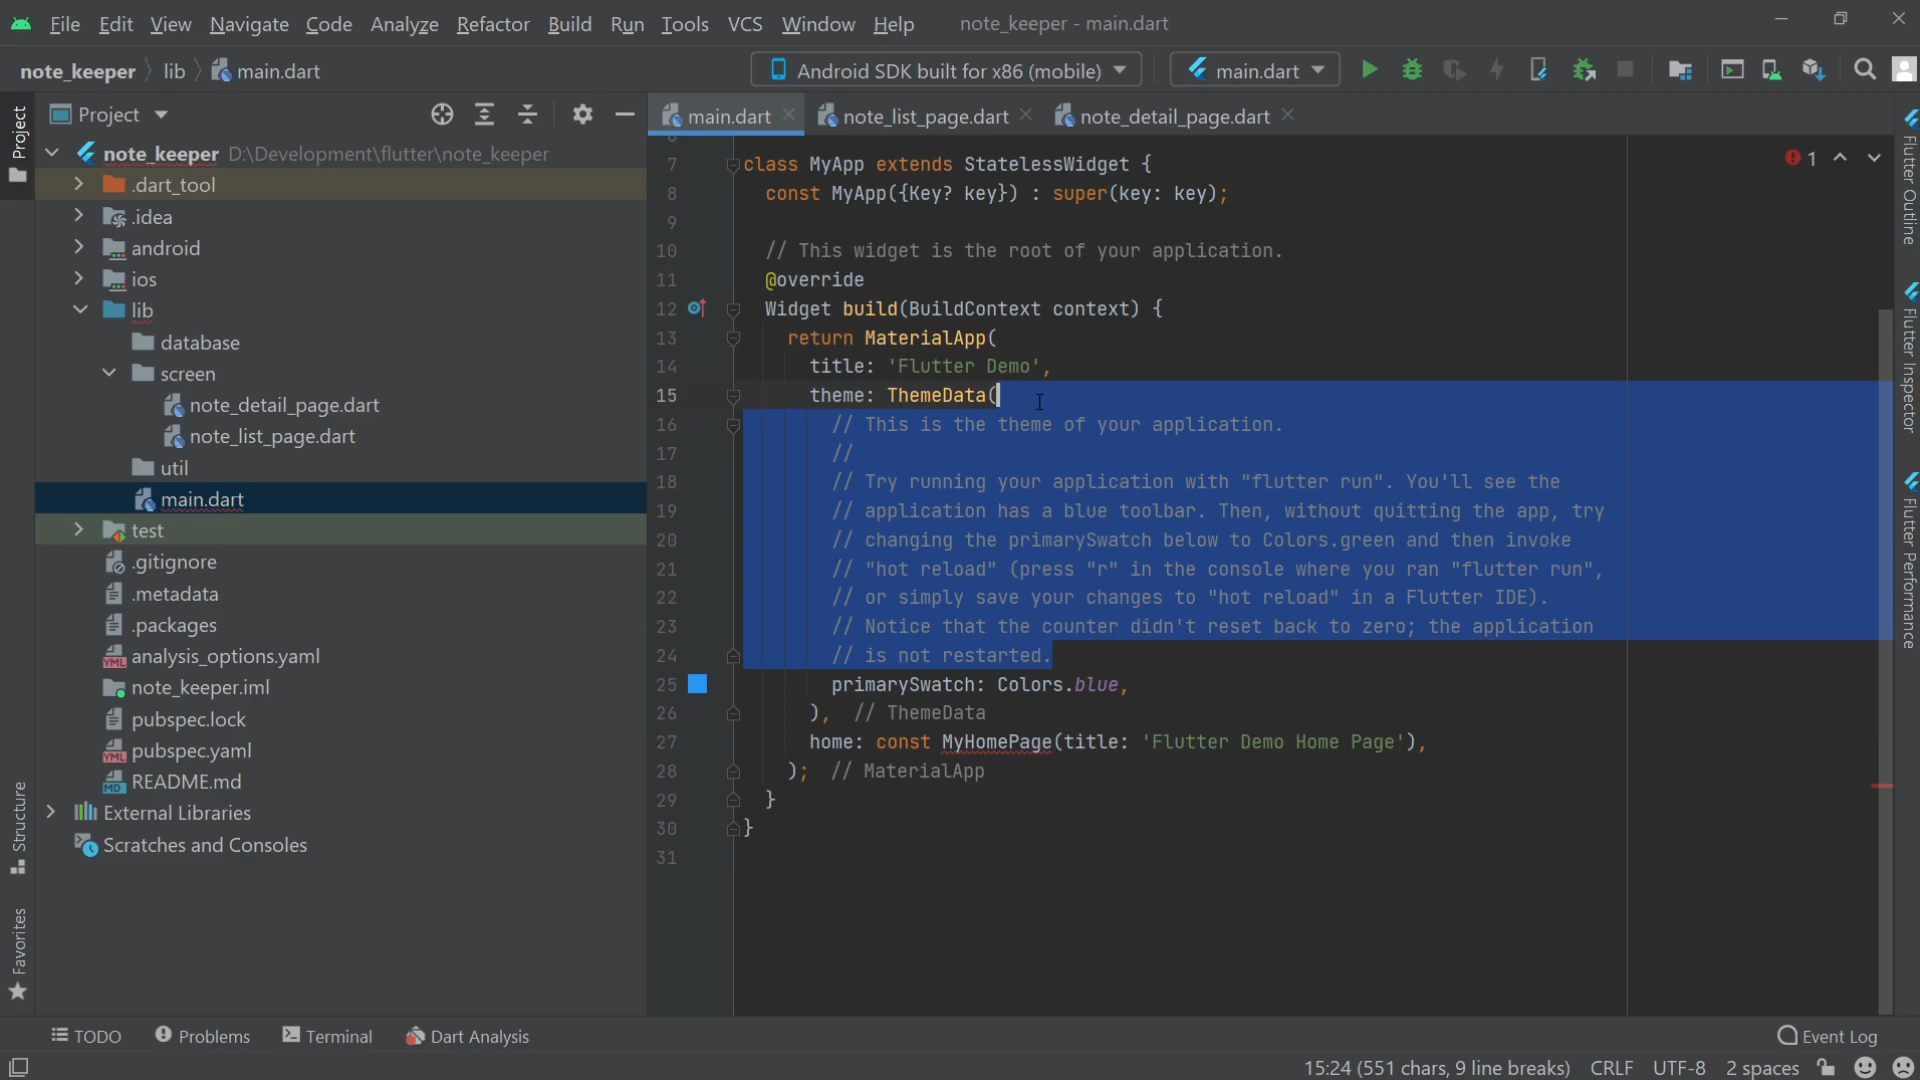 File Edit View Navigate Code Analyze Refactor Build Run Tools VCS Window Help note_keeper - main.dart
note_keeper lib main.dart Android SDK built for x86 (mobile) main.dart
Project main.dart note_list_page.dart note_detail_page.dart
Project
Structure
Favorites
note_keeper D:\Development\flutter\note_keeper
.dart_tool
.idea
android
ios
lib
database
screen
note_detail_page.dart
note_list_page.dart
util
main.dart
test
.gitignore
.metadata
.packages
analysis_options.yaml
note_keeper.iml
pubspec.lock
pubspec.yaml
README.md
External Libraries
Scratches and Consoles
7 class MyApp extends StatelessWidget {
8 const MyApp({Key? key}) : super(key: key);
9
10 // This widget is the root of your application.
11 @override
12 Widget build(BuildContext context) {
13 return MaterialApp(
14 title: 'Flutter Demo',
15 theme: ThemeData(
16 // This is the theme of your application.
17 //
18 // Try running your application with "flutter run". You'll see the
19 // application has a blue toolbar. Then, without quitting the app, try
20 // changing the primarySwatch below to Colors.green and then invoke
21 // "hot reload" (press "r" in the console where you ran "flutter run",
22 // or simply save your changes to "hot reload" in a Flutter IDE).
23 // Notice that the counter didn't reset back to zero; the application
24 // is not restarted.
25 primarySwatch: Colors.blue,
26 ), // ThemeData
27 home: const MyHomePage(title: 'Flutter Demo Home Page'),
28 ); // MaterialApp
29 }
30 }
31
1
Flutter Outline
Flutter Inspector
Flutter Performance
TODO Problems Terminal Dart Analysis Event Log
15:24 (551 chars, 9 line breaks) CRLF UTF-8 2 spaces